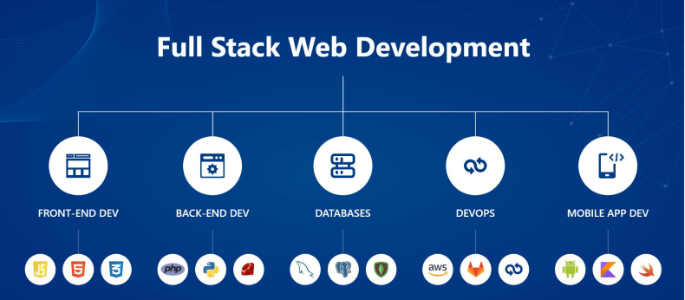 Full Stack Web Development
FRONT-END DEV
BACK-END DEV
DATABASES
DEVOPS
MOBILE APP DEV
JS
5
3
php
aws